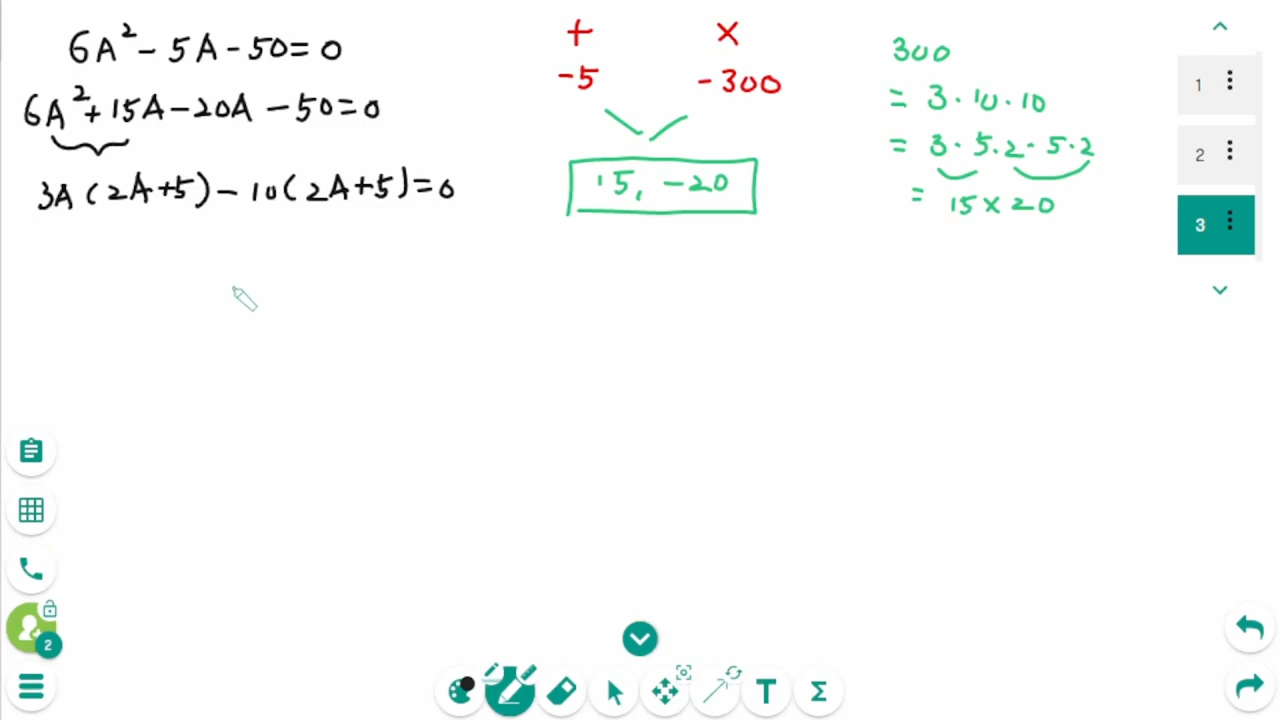 6A² - 5A - 50 = 0
6A² + 15A - 20A - 50 = 0
3A (2A+5) - 10 (2A+5) = 0
+ ×
-5 -300
15, -20
300
= 3 · 10 · 10
= 3 · 5 · 2 · 5 · 2
= 15 × 20
1
2
3
2
T Σ